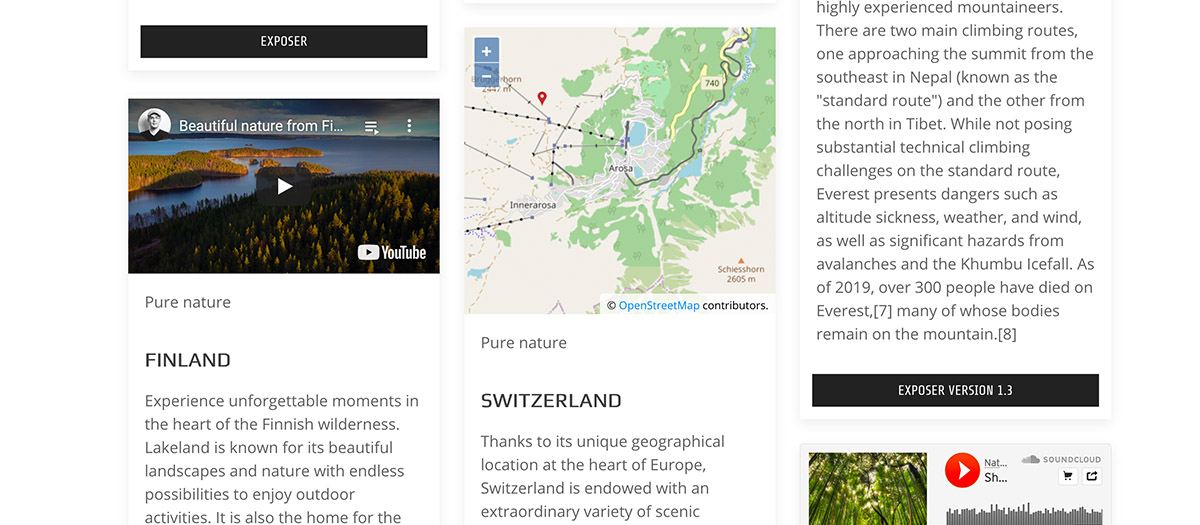 EXPOSER
Beautiful nature from Fi...
YouTube
Pure nature
FINLAND
Experience unforgettable moments in
the heart of the Finnish wilderness.
Lakeland is known for its beautiful
landscapes and nature with endless
possibilities to enjoy outdoor
activities. It is also the home for the
+
−
Bruggerhorn
2447 m
740
Arosa
Innerarosa
Schiesshorn
2605 m
© OpenStreetMap contributors.
Pure nature
SWITZERLAND
Thanks to its unique geographical
location at the heart of Europe,
Switzerland is endowed with an
extraordinary variety of scenic
highly experienced mountaineers.
There are two main climbing routes,
one approaching the summit from the
southeast in Nepal (known as the
"standard route") and the other from
the north in Tibet. While not posing
substantial technical climbing
challenges on the standard route,
Everest presents dangers such as
altitude sickness, weather, and wind,
as well as significant hazards from
avalanches and the Khumbu Icefall. As
of 2019, over 300 people have died on
Everest,[7] many of whose bodies
remain on the mountain.[8]
EXPOSER VERSION 1.3
SOUNDCLOUD
Nat...
Sh...